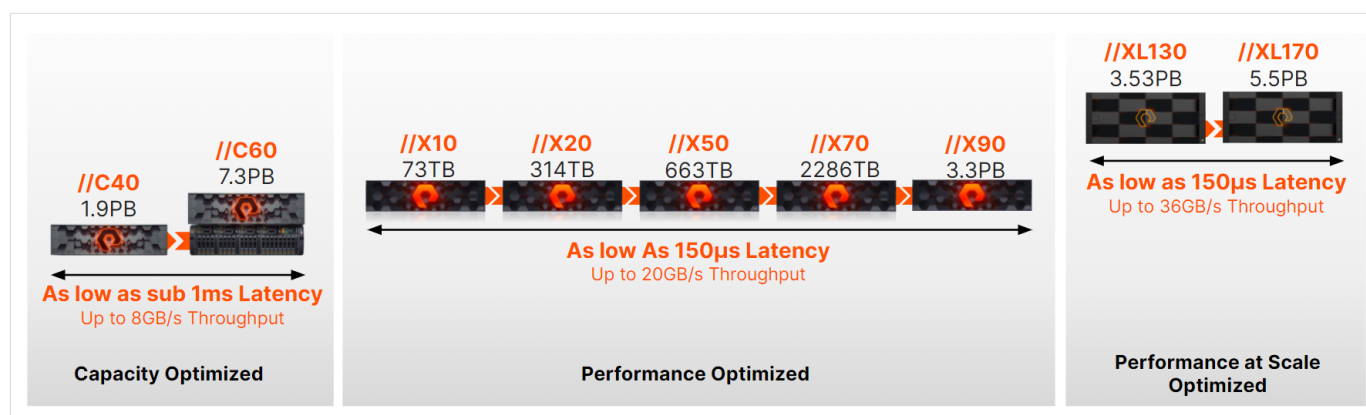 //C40
1.9PB
//C60
7.3PB
As low as sub 1ms Latency
Up to 8GB/s Throughput
Capacity Optimized
//X10
73TB
//X20
314TB
//X50
663TB
//X70
2286TB
//X90
3.3PB
As low As 150µs Latency
Up to 20GB/s Throughput
Performance Optimized
//XL130
3.53PB
//XL170
5.5PB
As low as 150µs Latency
Up to 36GB/s Throughput
Performance at Scale
Optimized